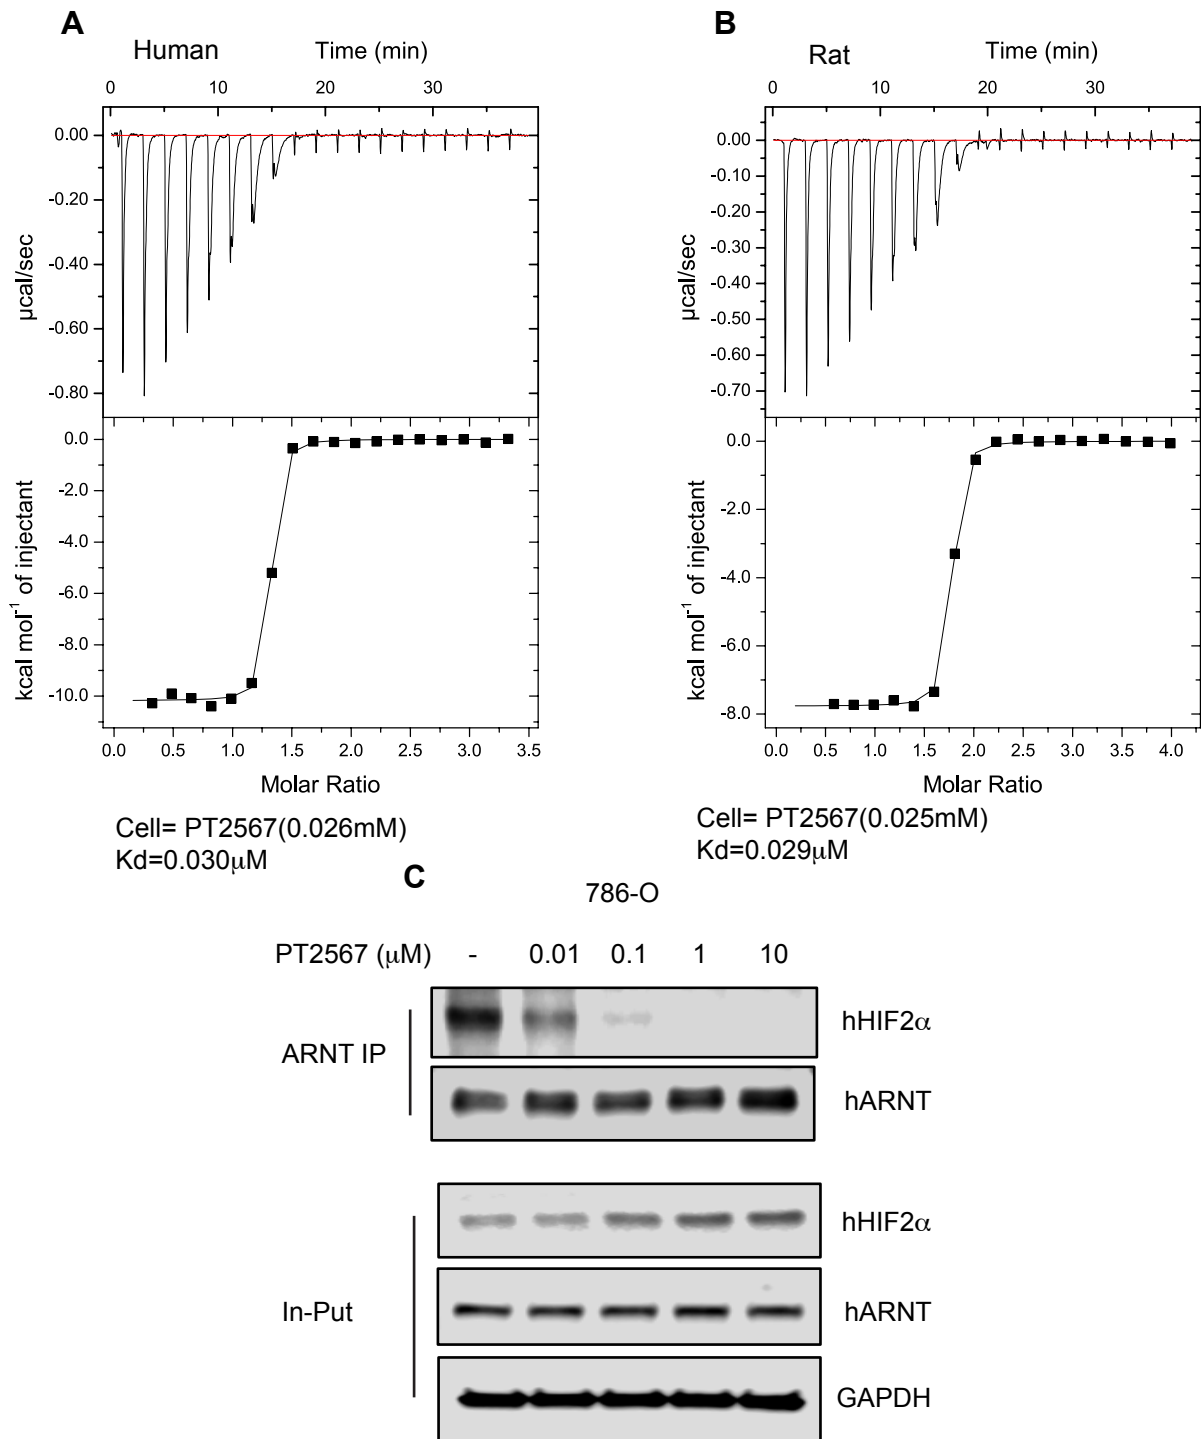 A
Human
Time (min)
0 10 20 30
0.00
-0.20
-0.40
-0.60
-0.80
µcal/sec
0.0
-2.0
-4.0
-6.0
-8.0
-10.0
kcal mol⁻¹ of injectant
0.0 0.5 1.0 1.5 2.0 2.5 3.0 3.5
Molar Ratio
Cell= PT2567(0.026mM)
Kd=0.030µM
B
Rat
Time (min)
0 10 20 30
0.00
-0.10
-0.20
-0.30
-0.40
-0.50
-0.60
-0.70
µcal/sec
0.0
-2.0
-4.0
-6.0
-8.0
kcal mol⁻¹ of injectant
0.0 0.5 1.0 1.5 2.0 2.5 3.0 3.5 4.0
Molar Ratio
Cell= PT2567(0.025mM)
Kd=0.029µM
C
786-O
PT2567 (µM) - 0.01 0.1 1 10
ARNT IP
hHIF2α
hARNT
In-Put
hHIF2α
hARNT
GAPDH